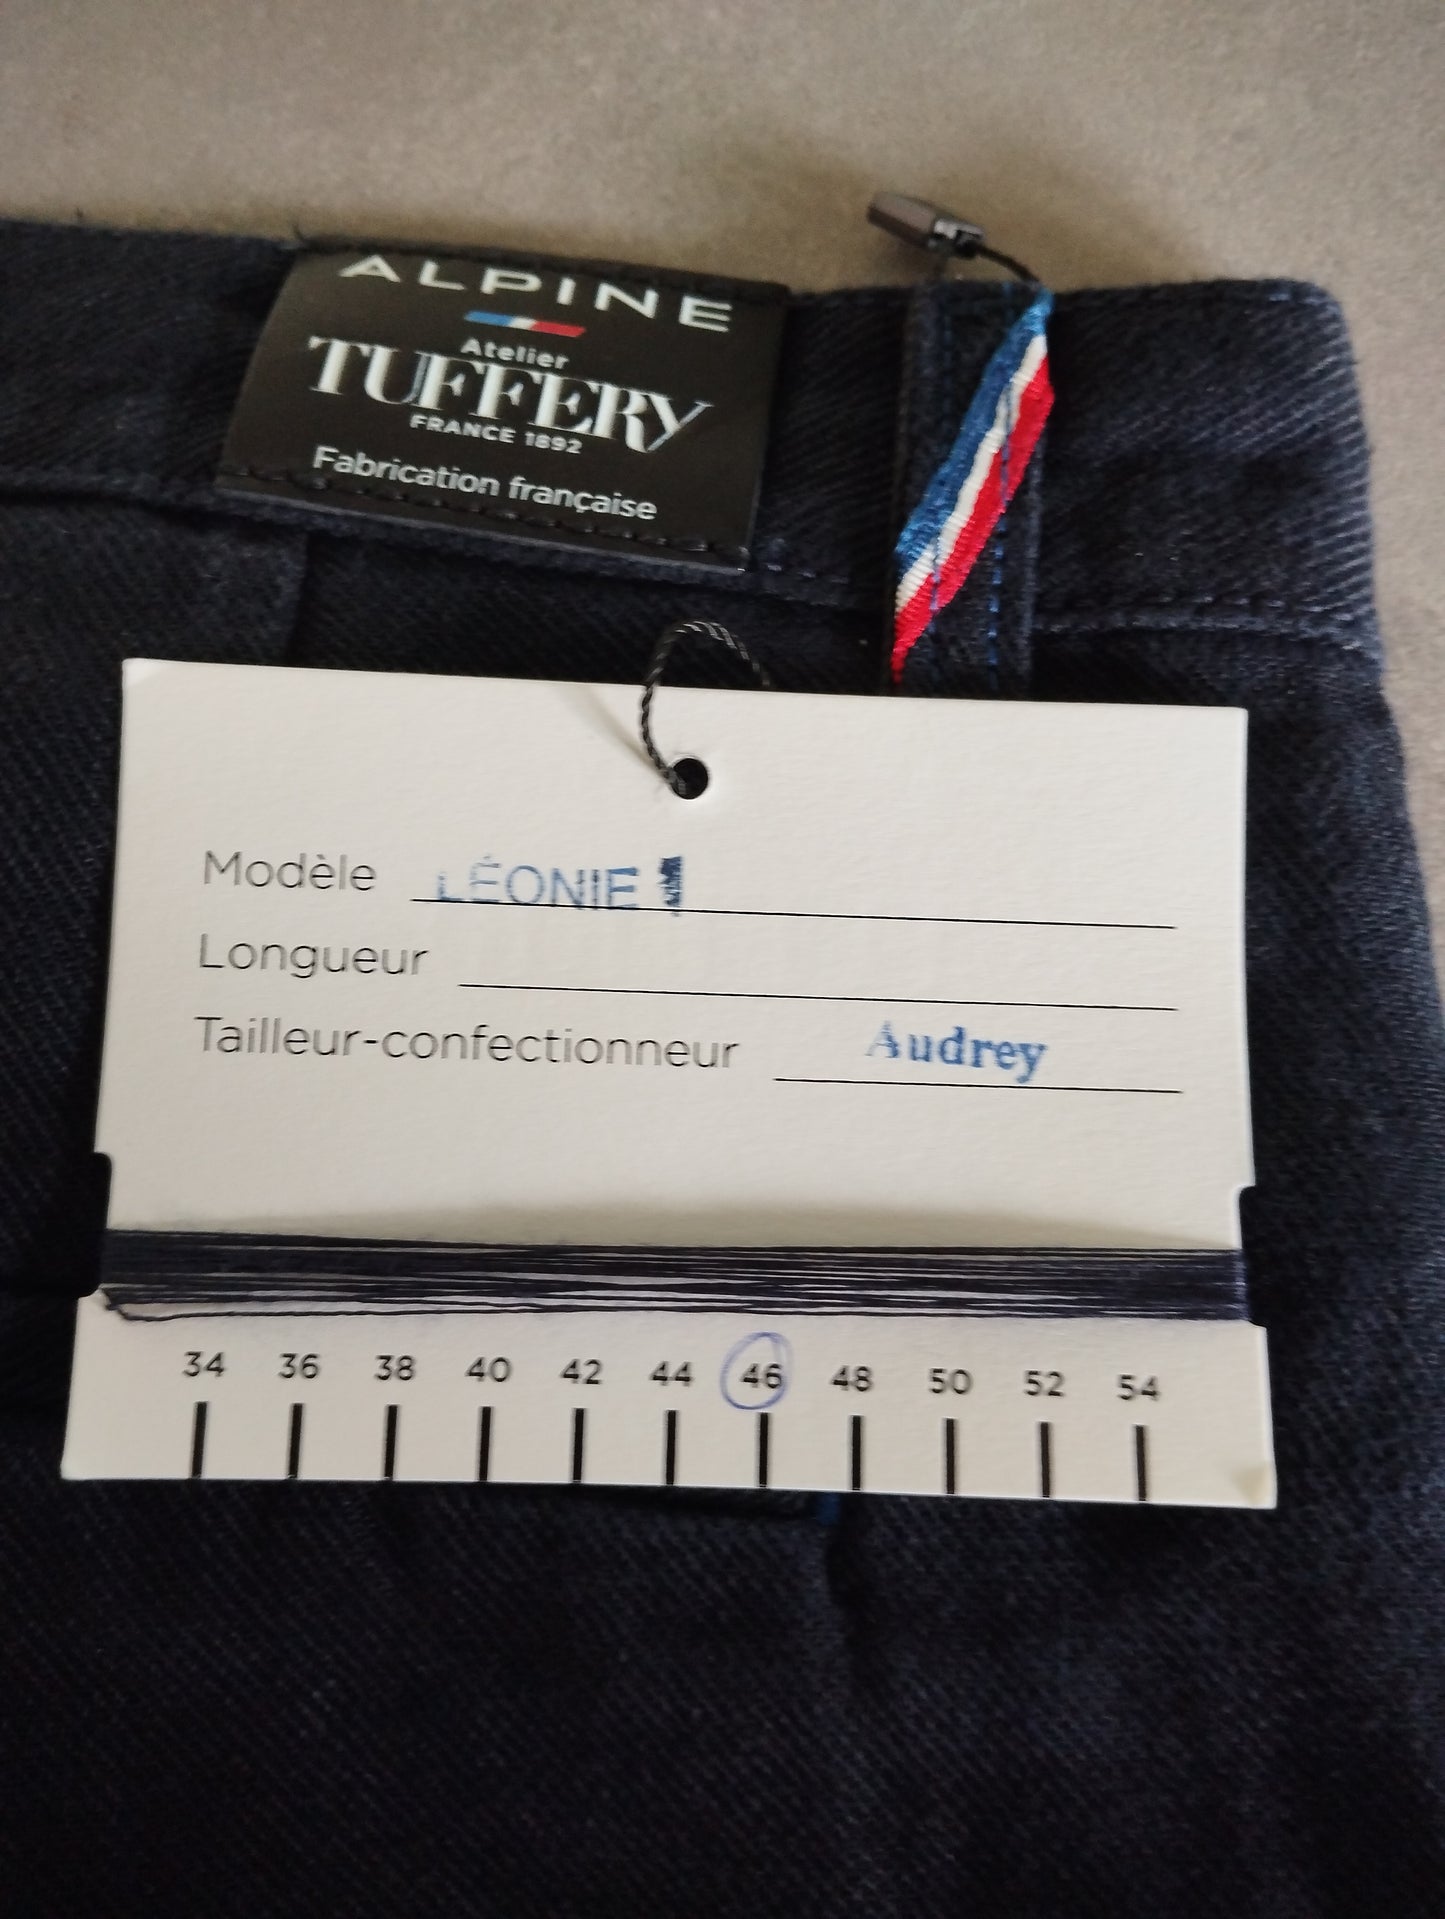 ALPINE
Atelier
TUFFERY
FRANCE 1892
Fabrication française
Modèle LÉONIE
Longueur
Tailleur-confectionneur Audrey
34 36 38 40 42 44 46 48 50 52 54